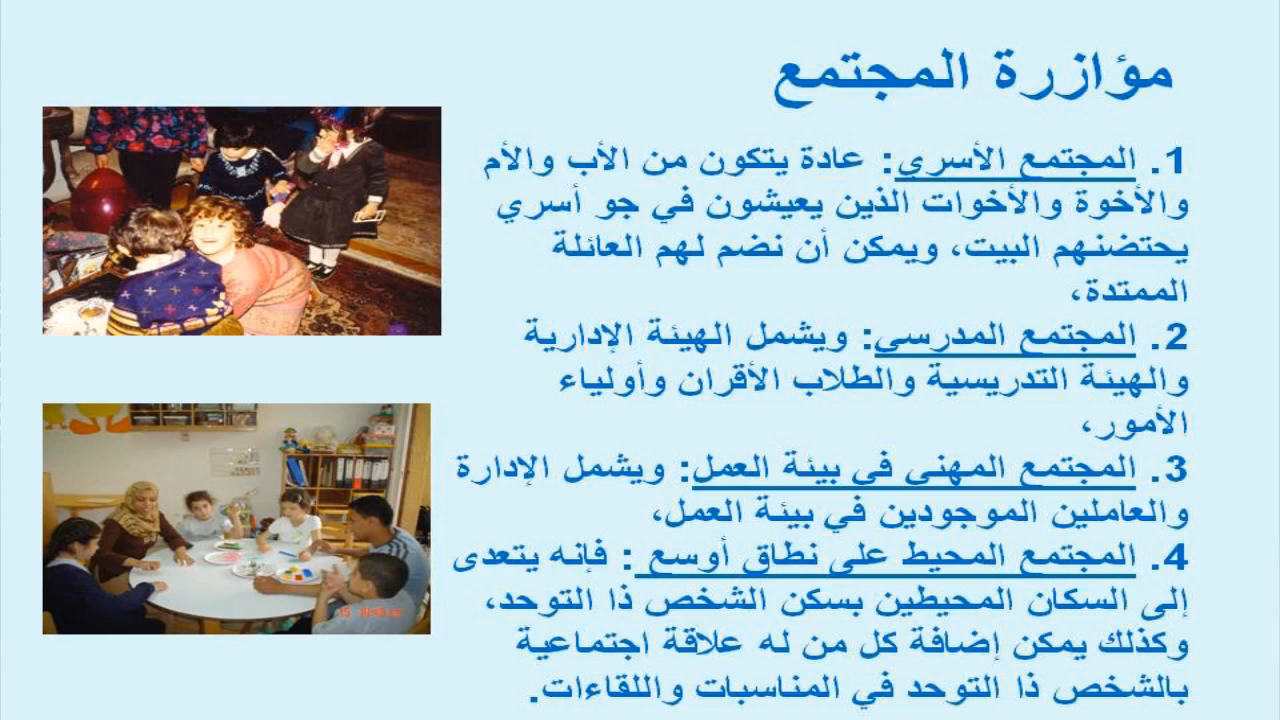 مؤازرة المجتمع
1. المجتمع الأسري: عادة يتكون من الأب والأم
والأخوة والأخوات الذين يعيشون في جو أسري
يحتضنهم البيت، ويمكن أن نضم لهم العائلة
الممتدة،
2. المجتمع المدرسي: ويشمل الهيئة الإدارية
والهيئة التدريسية والطلاب الأقران وأولياء
الأمور،
3. المجتمع المهني في بيئة العمل: ويشمل الإدارة
والعاملين الموجودين في بيئة العمل،
4. المجتمع المحيط على نطاق أوسع : فإنه يتعدى
إلى السكان المحيطين بسكن الشخص ذا التوحد،
وكذلك يمكن إضافة كل من له علاقة اجتماعية
بالشخص ذا التوحد في المناسبات واللقاءات.